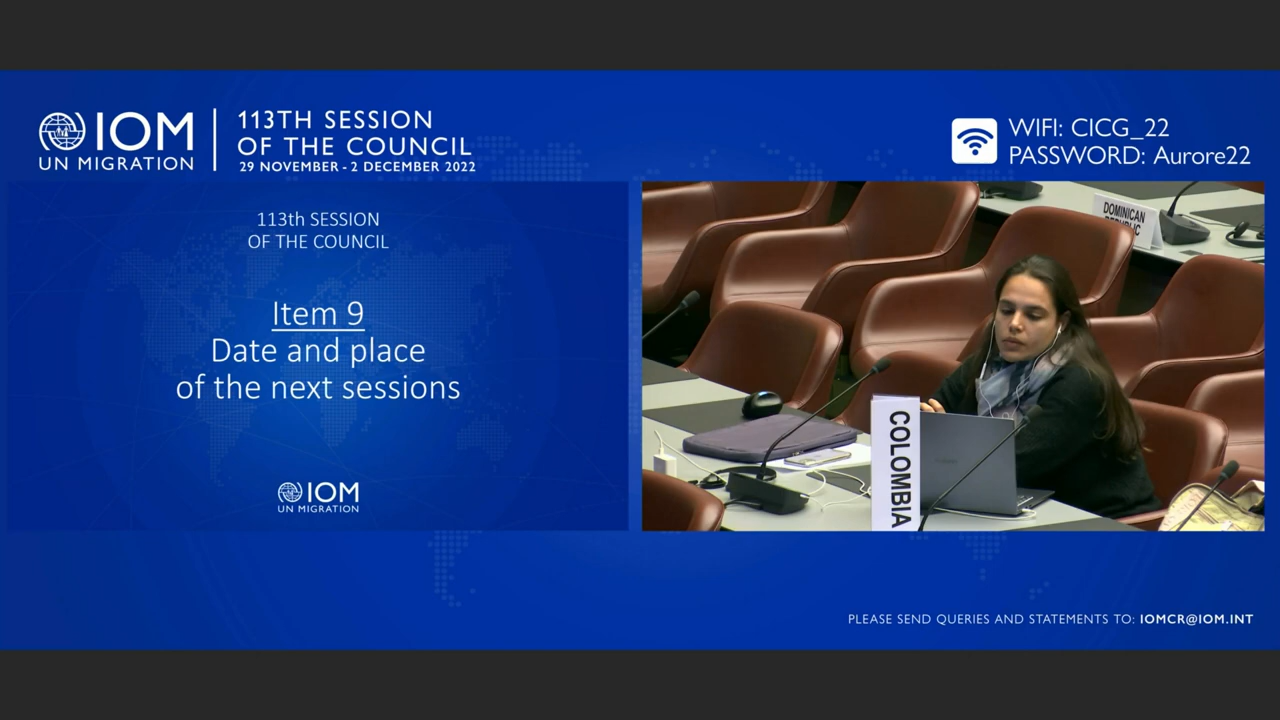 IOM
UN MIGRATION
113TH SESSION
OF THE COUNCIL
29 NOVEMBER - 2 DECEMBER 2022
WIFI: CICG_22
PASSWORD: Aurore22
113th SESSION
OF THE COUNCIL
Item 9
Date and place
of the next sessions
IOM
UN MIGRATION
DOMINICAN
REPUBLIC
COLOMBIA
PLEASE SEND QUERIES AND STATEMENTS TO: IOMCR@IOM.INT